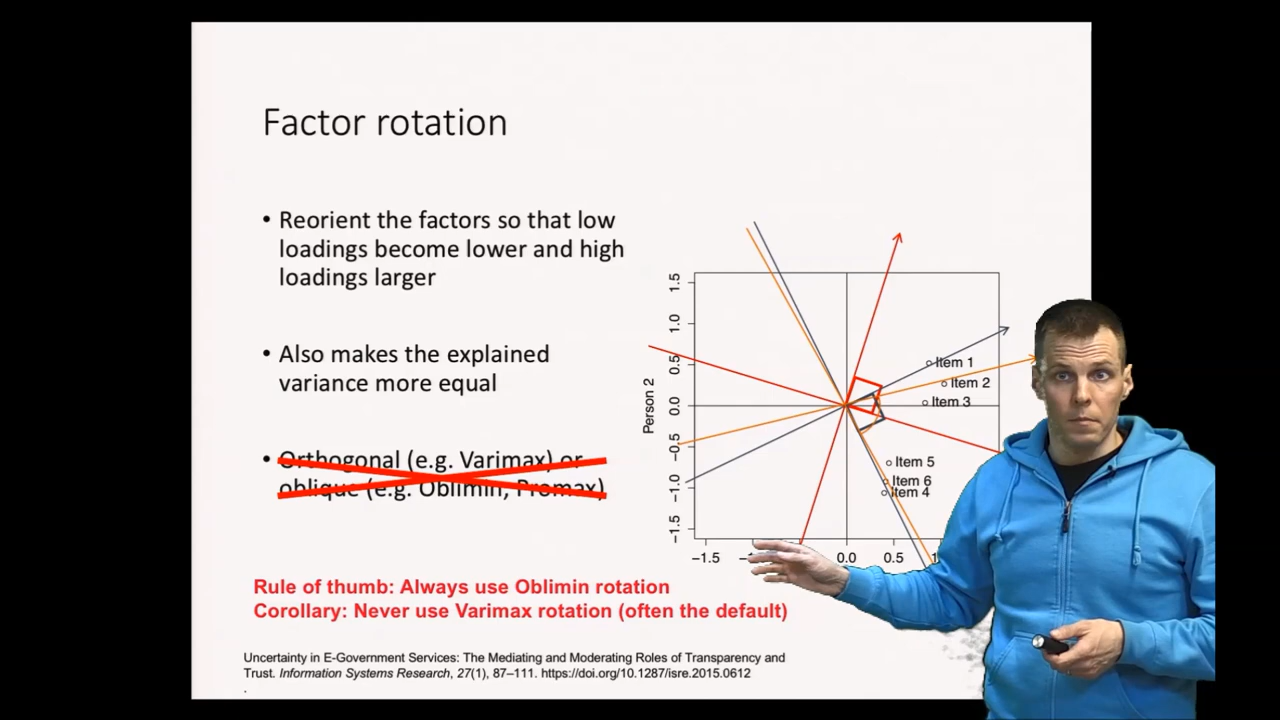 Factor rotation
• Reorient the factors so that low
loadings become lower and high
loadings larger
• Also makes the explained
variance more equal
• Orthogonal (e.g. Varimax) or
oblique (e.g. Oblimin, Promax)
Person 2
1.5
1.0
0.5
0.0
−0.5
−1.0
−1.5
Item 1
Item 2
Item 3
Item 5
Item 6
Item 4
−1.5
0.0
0.5
Rule of thumb: Always use Oblimin rotation
Corollary: Never use Varimax rotation (often the default)
Uncertainty in E-Government Services: The Mediating and Moderating Roles of Transparency and
Trust. Information Systems Research, 27(1), 87–111. https://doi.org/10.1287/isre.2015.0612
.